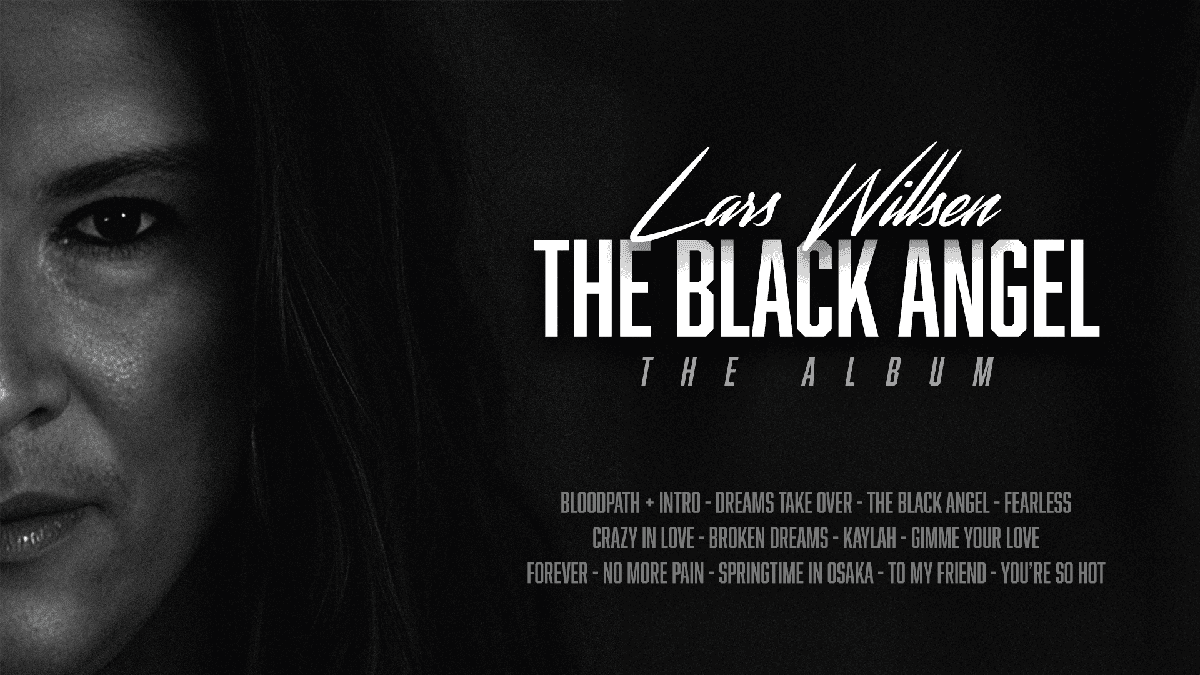 Lars Willsen
THE BLACK ANGEL
THE ALBUM
BLOODPATH + INTRO - DREAMS TAKE OVER - THE BLACK ANGEL - FEARLESS
CRAZY IN LOVE - BROKEN DREAMS - KAYLAH - GIMME YOUR LOVE
FOREVER - NO MORE PAIN - SPRINGTIME IN OSAKA - TO MY FRIEND - YOU'RE SO HOT